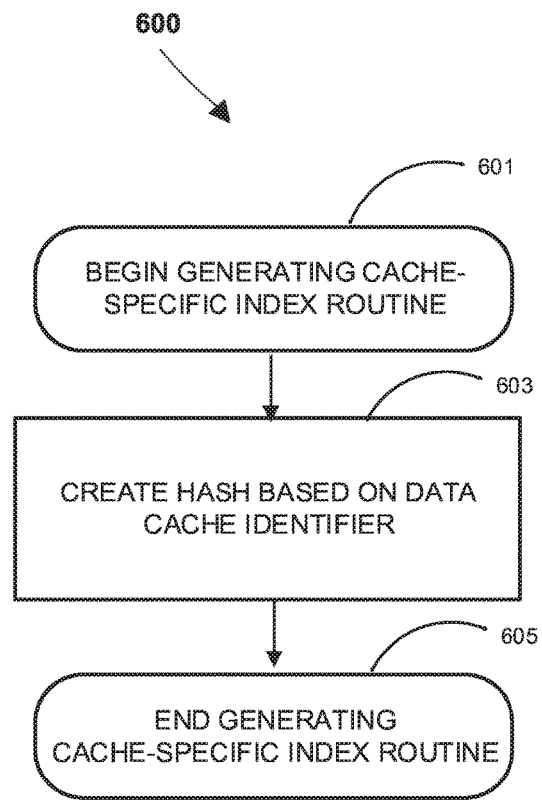 600
601
BEGIN GENERATING CACHE-
SPECIFIC INDEX ROUTINE
603
CREATE HASH BASED ON DATA
CACHE IDENTIFIER
605
END GENERATING
CACHE-SPECIFIC INDEX ROUTINE